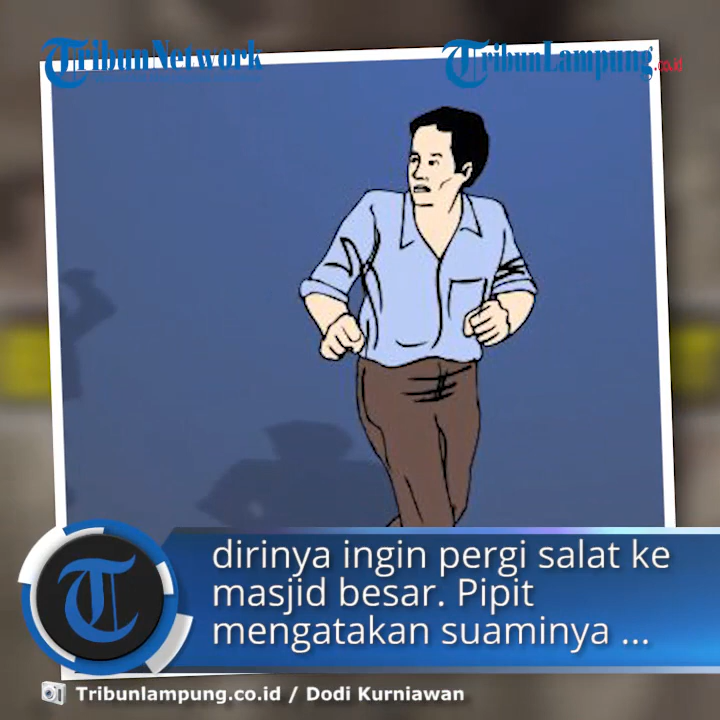 TribunNetwork
TribunLampung.co.id
dirinya ingin pergi salat ke
masjid besar. Pipit
mengatakan suaminya ...
Tribunlampung.co.id / Dodi Kurniawan